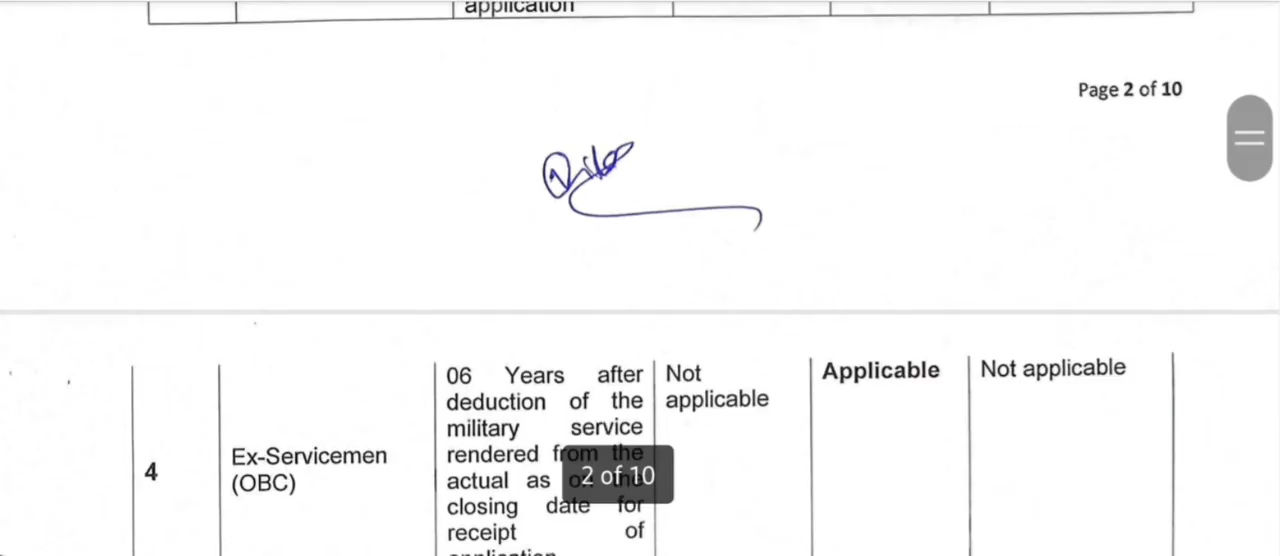 application
Page 2 of 10
4
Ex-Servicemen
(OBC)
06 Years after
deduction of the
military service
rendered from the
actual as on the
closing date for
receipt of
application
Not
applicable
Applicable
Not applicable
2 of 10